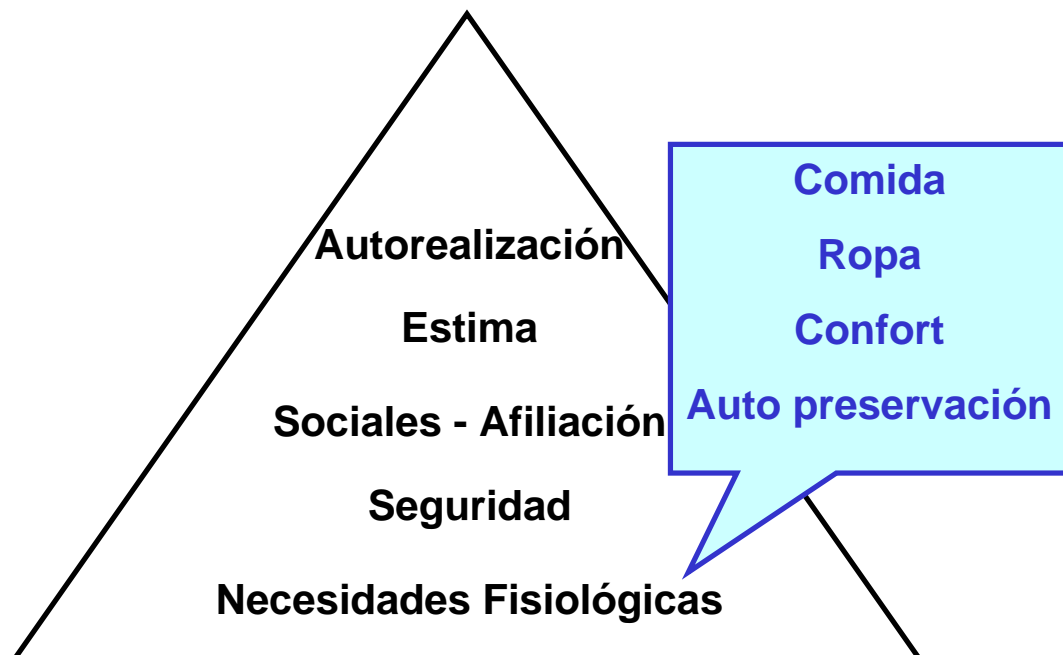 Autorealización
Estima
Sociales - Afiliación
Seguridad
Necesidades Fisiológicas
Comida
Ropa
Confort
Auto preservación